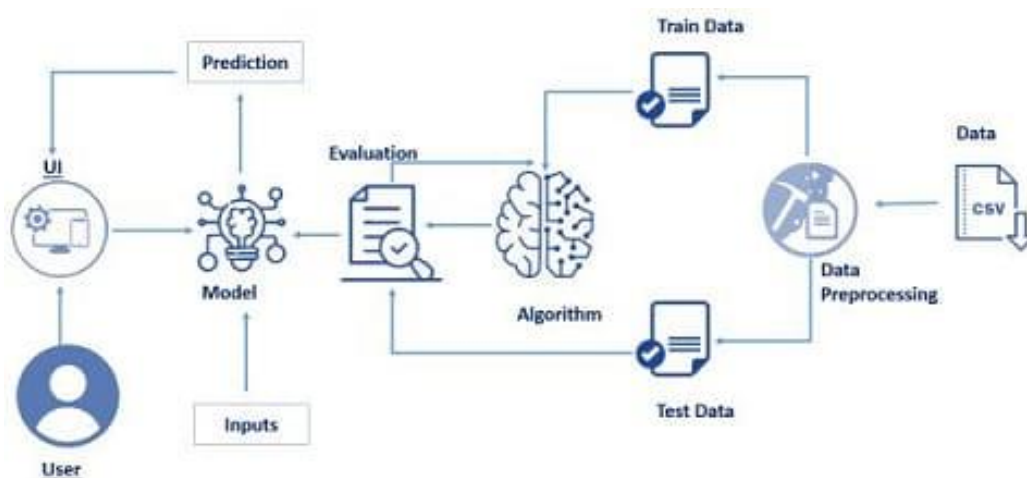 Train Data
Prediction
Data
Evaluation
UI
CSV
Model
Data
Preprocessing
Algorithm
Test Data
Inputs
User